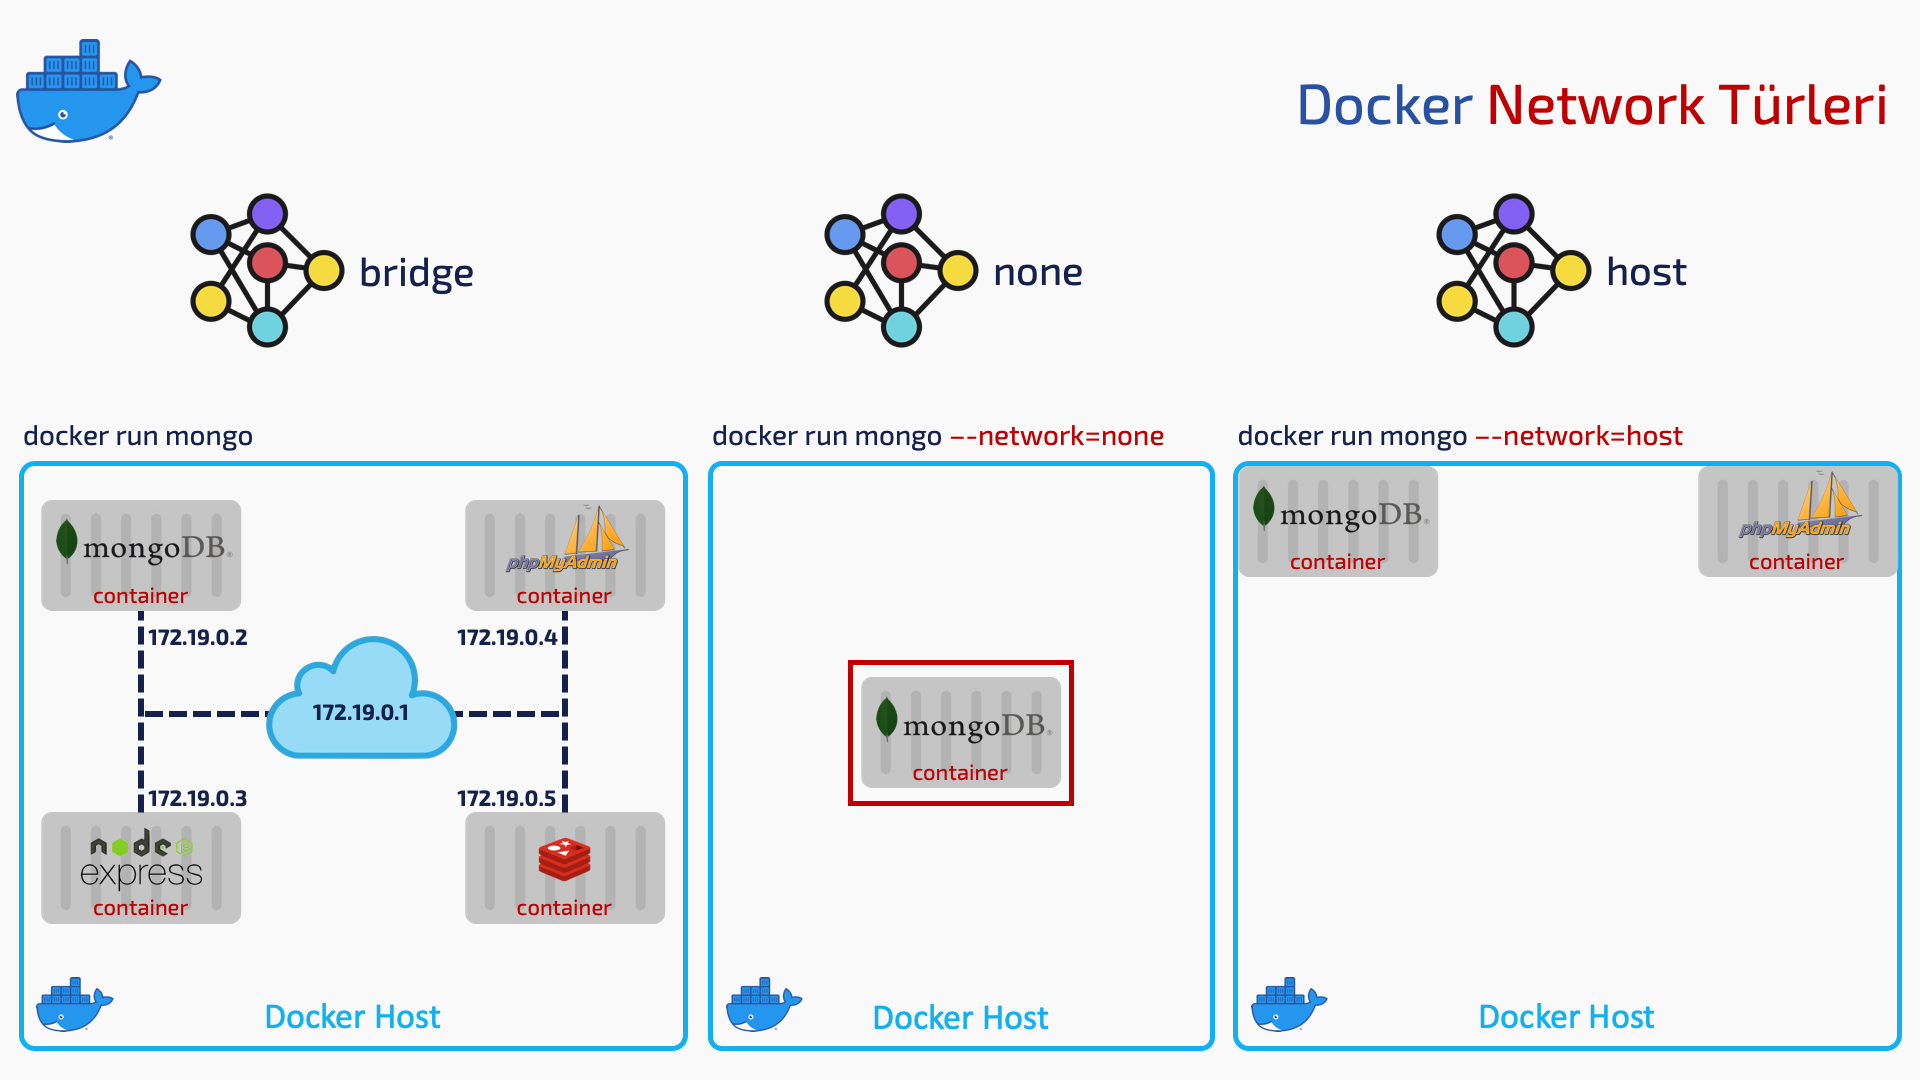 Docker Network Türleri
bridge
none
host
docker run mongo
mongoDB®
container
phpMyAdmin
container
172.19.0.2
172.19.0.4
172.19.0.1
172.19.0.3
172.19.0.5
node
express
container
container
Docker Host
docker run mongo –-network=none
mongoDB®
container
Docker Host
docker run mongo –-network=host
mongoDB®
container
phpMyAdmin
container
Docker Host